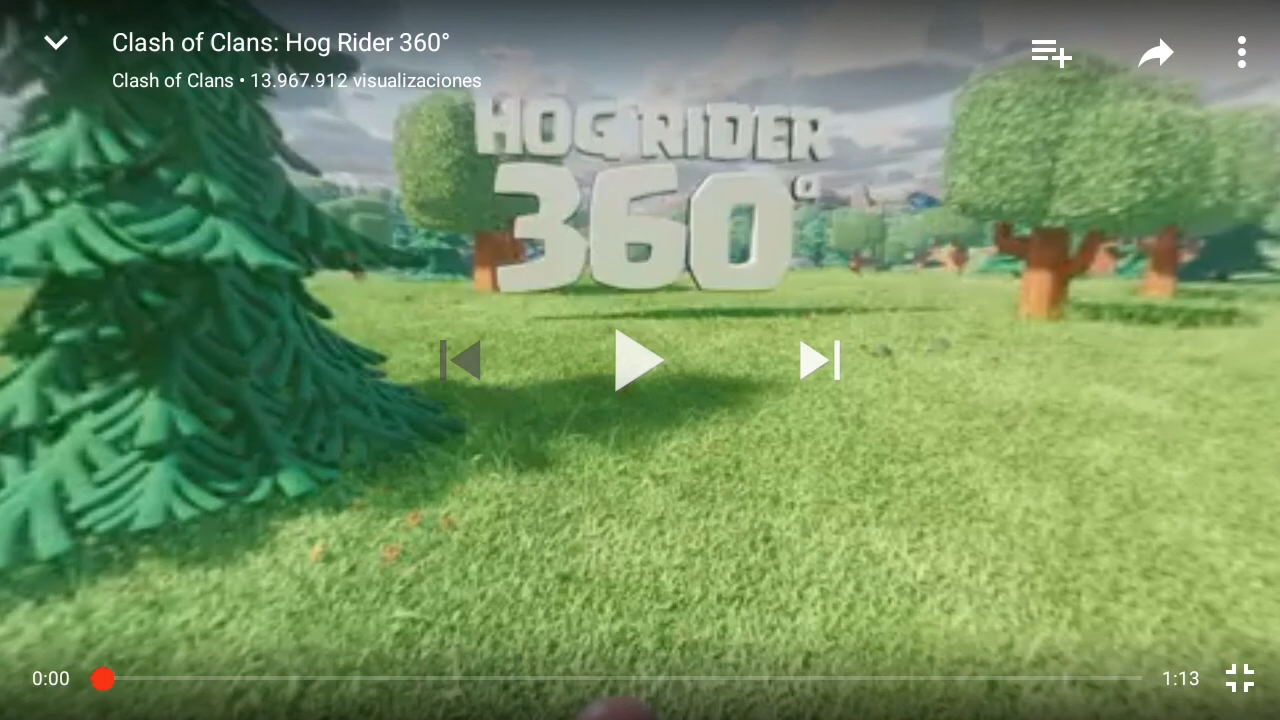 Clash of Clans: Hog Rider 360°
Clash of Clans • 13.967.912 visualizaciones
HOG RIDER
360°
0:00
1:13